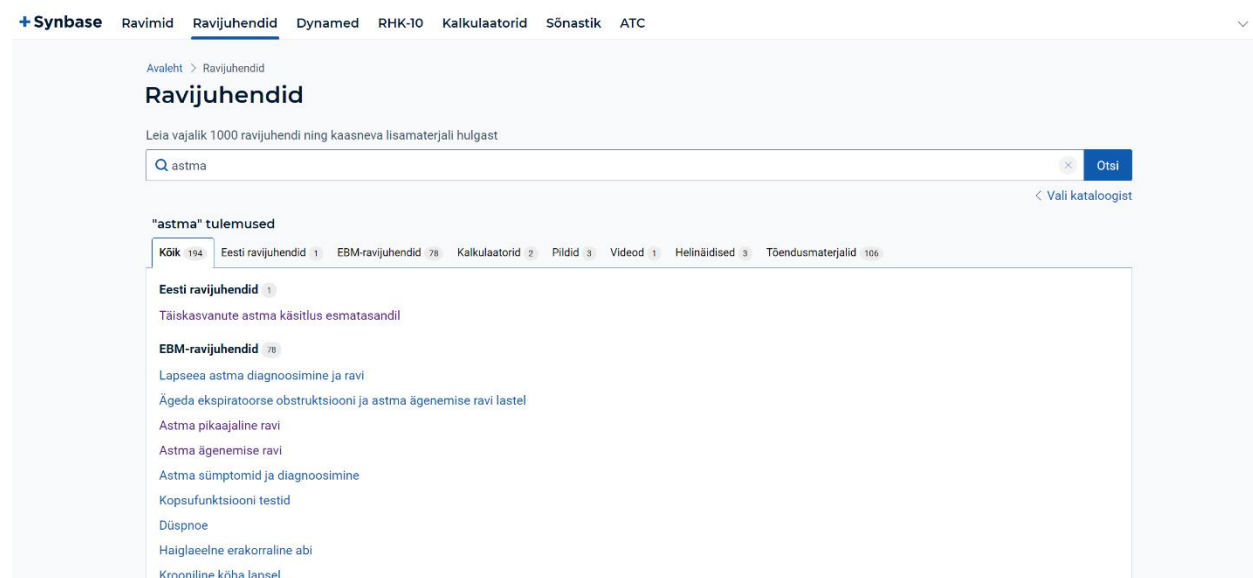 +Synbase Ravimid Ravijuhendid Dynamed RHK-10 Kalkulaatorid Sõnastik ATC
Avaleht > Ravijuhendid
Ravijuhendid
Leia vajalik 1000 ravijuhendi ning kaasneva lisamaterjali hulgast
astma × Otsi
< Vali kataloogist
"astma" tulemused
Kõik 194 Eesti ravijuhendid 1 EBM-ravijuhendid 78 Kalkulaatorid 2 Pildid 3 Videod 1 Helinäidised 3 Tõendusmaterjalid 106
Eesti ravijuhendid 1
Täiskasvanute astma käsitlus esmatasandil
EBM-ravijuhendid 78
Lapseea astma diagnoosimine ja ravi
Ägeda ekspiratoorse obstruktsiooni ja astma ägenemise ravi lastel
Astma pikaajaline ravi
Astma ägenemise ravi
Astma sümptomid ja diagnoosimine
Kopsufunktsiooni testid
Düspnoe
Haiglaeelne erakorraline abi
Krooniline köha lapsel